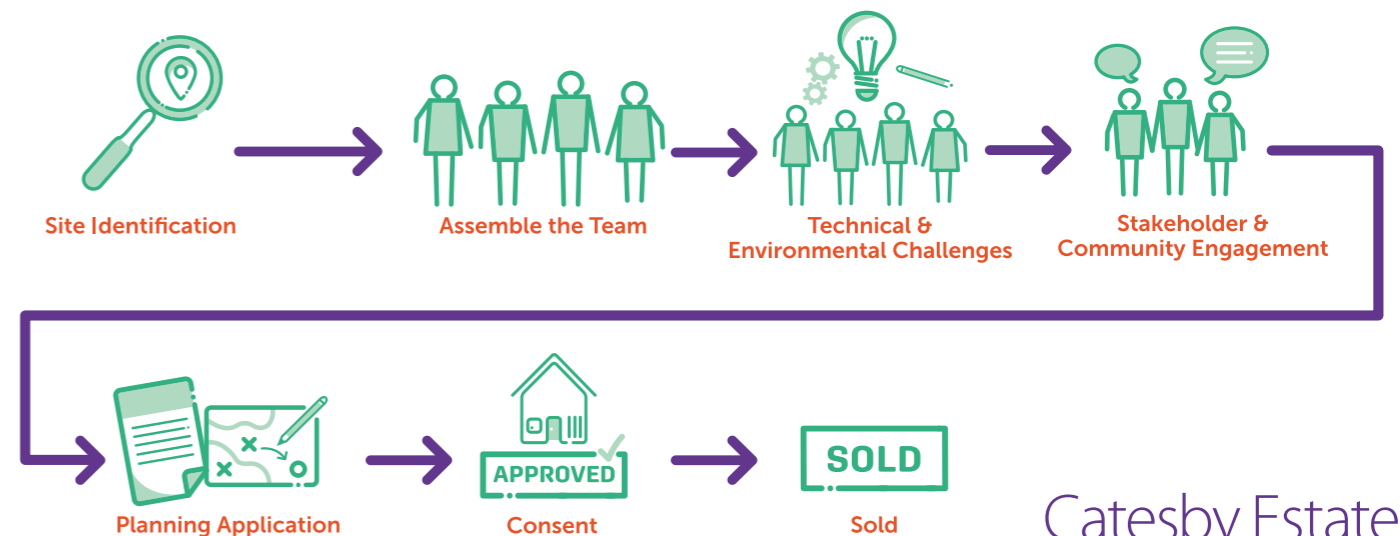 Site Identification
Assemble the Team
Technical &
Environmental Challenges
Stakeholder &
Community Engagement
APPROVED
SOLD
Planning Application
Consent
Sold
Catesby Estate